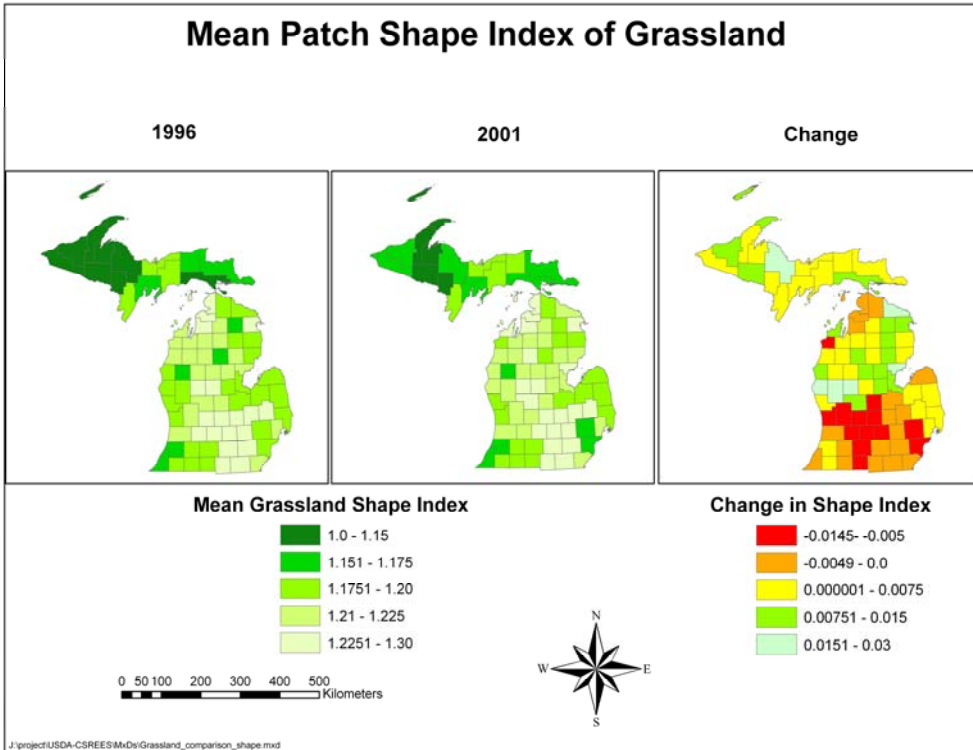 Mean Patch Shape Index of Grassland
1996
2001
Change
Mean Grassland Shape Index
1.0 - 1.15
1.151 - 1.175
1.1751 - 1.20
1.21 - 1.225
1.2251 - 1.30
Change in Shape Index
-0.0145- -0.005
-0.0049 - 0.0
0.000001 - 0.0075
0.00751 - 0.015
0.0151 - 0.03
N
W E
S
0 50 100 200 300 400 500
Kilometers
J:\project\USDA-CSREES\MxDs\Grassland_comparison_shape.mxd